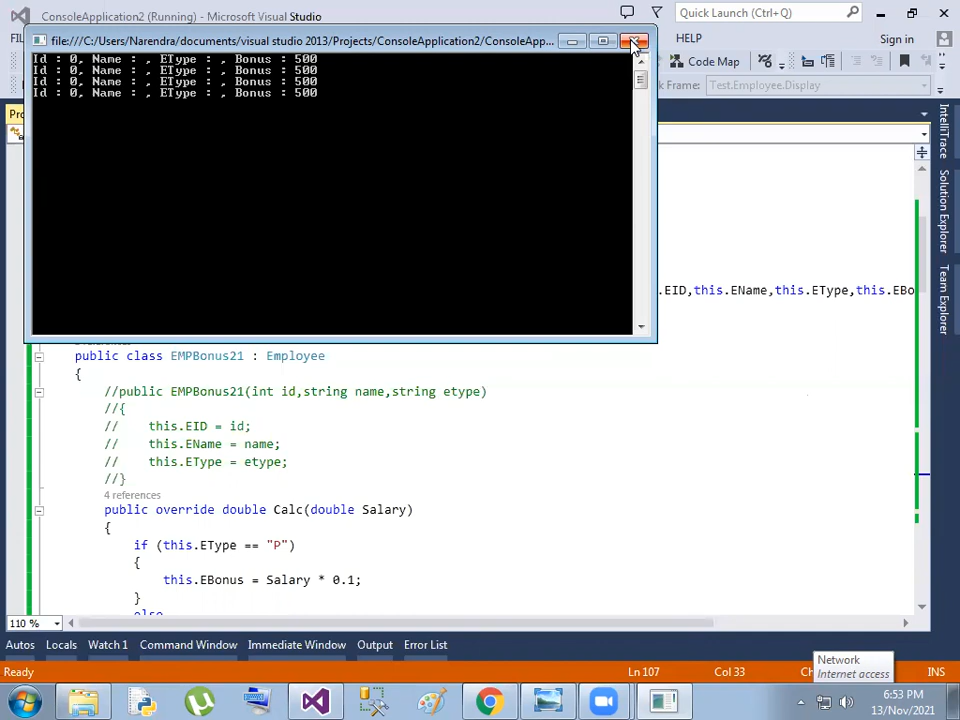 ConsoleApplication2 (Running) - Microsoft Visual Studio
Quick Launch (Ctrl+Q)
file:///C:/Users/Narendra/documents/visual studio 2013/Projects/ConsoleApplication2/ConsoleApp...
HELP
Sign in
Id : 0, Name : , EType : , Bonus : 500
Id : 0, Name : , EType : , Bonus : 500
Id : 0, Name : , EType : , Bonus : 500
Id : 0, Name : , EType : , Bonus : 500
Code Map
Frame: Test.Employee.Display
IntelliTrace
Solution Explorer
Team Explorer
.EID,this.EName,this.EType,this.EBo
public class EMPBonus21 : Employee
{
//public EMPBonus21(int id,string name,string etype)
//{
// this.EID = id;
// this.EName = name;
// this.EType = etype;
//}
4 references
public override double Calc(double Salary)
{
if (this.EType == "P")
{
this.EBonus = Salary * 0.1;
}
else
110 %
Autos Locals Watch 1 Command Window Immediate Window Output Error List
Ready Ln 107 Col 33 INS
Network
Internet access
6:53 PM
13/Nov/2021